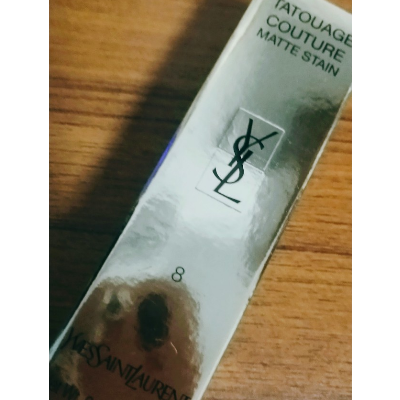 TATOUAGE
COUTURE
MATTE STAIN
YSL
8
YVESSAINTLAURENT